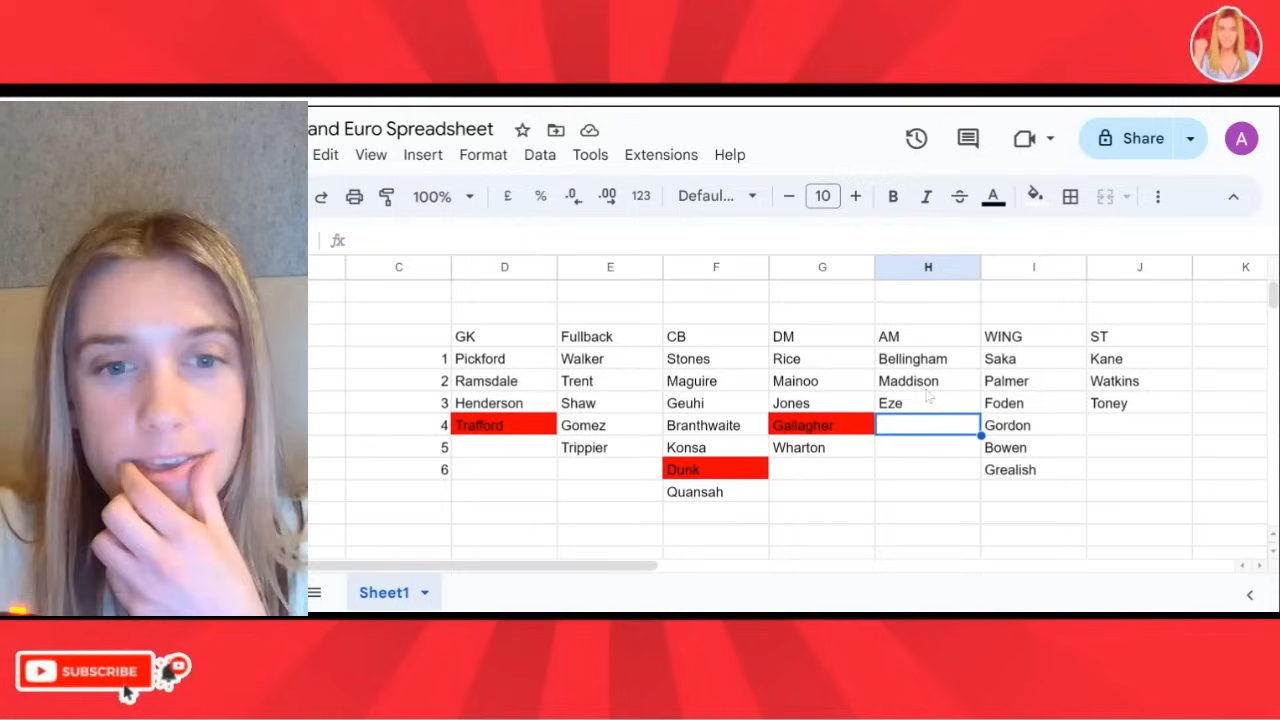 and Euro Spreadsheet
A
Edit View Insert Format Data Tools Extensions Help
Share
100% £ % .0 .00 123 Defaul... − 10 + B I S A
fx
C D E F G H I J K
GK Fullback CB DM AM WING ST
1 Pickford Walker Stones Rice Bellingham Saka Kane
2 Ramsdale Trent Maguire Mainoo Maddison Palmer Watkins
3 Henderson Shaw Geuhi Jones Eze Foden Toney
4 Trafford Gomez Branthwaite Gallagher Gordon
5 Trippier Konsa Wharton Bowen
6 Dunk Grealish
Quansah
Sheet1
SUBSCRIBE